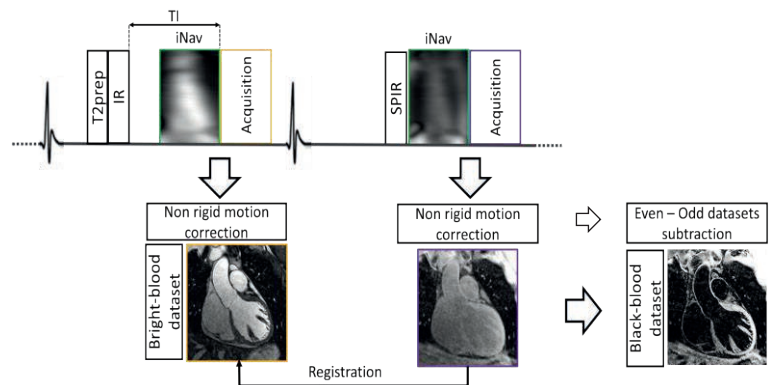 TI
iNav
T2prep
IR
Acquisition
iNav
SPIR
Acquisition
Non rigid motion
correction
Non rigid motion
correction
Even – Odd datasets
subtraction
Bright-blood
dataset
Black-blood
dataset
Registration